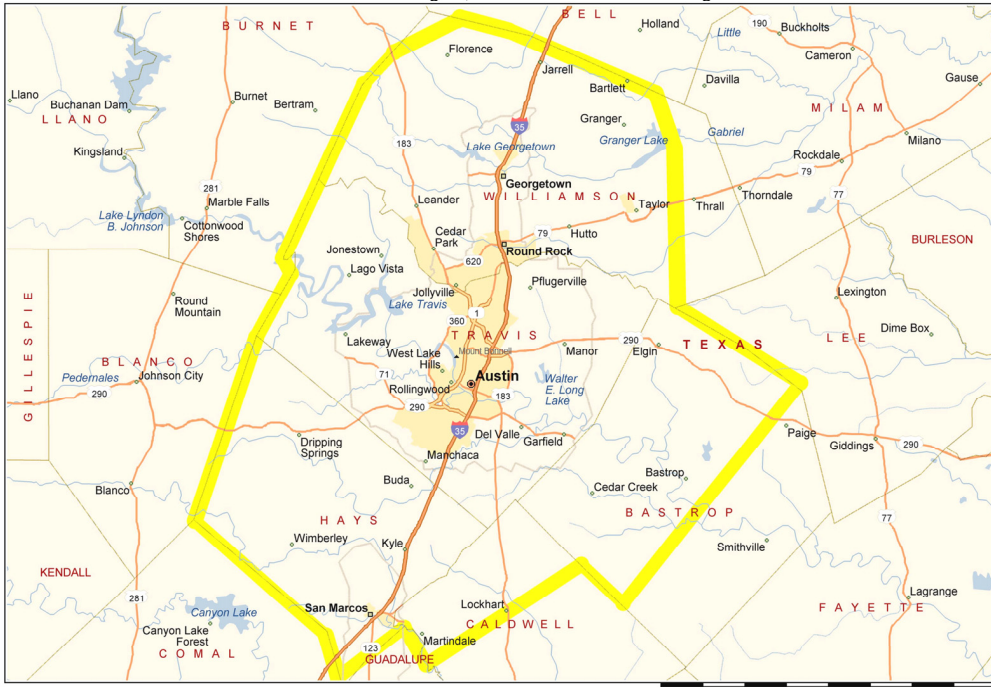 BELL
BURNET
Holland
190
Buckholts
Little
Florence
Cameron
Jarrell
Gause
Llano
Buchanan Dam
Burnet
Bertram
Bartlett
Davilla
LLANO
MILAM
Granger
35
Gabriel
Milano
183
Lake Georgetown
Granger Lake
Kingsland
Rockdale
79
Georgetown
281
WILLIAMSON
Thorndale
77
Marble Falls
Leander
Taylor
Thrall
Lake Lyndon
B. Johnson
Cottonwood
Shores
Cedar
Park
79
Hutto
Jonestown
Round Rock
BURLESON
620
Lago Vista
Jollyville
Pflugerville
Round
Mountain
Lake Travis
Lexington
1
360
GILLESPIE
TRAVIS
Dime Box
Lakeway
290
TEXAS
LEE
West Lake
Hills
Mount Bonnell
Manor
Elgin
BLANCO
Pedernales
Johnson City
71
Austin
Walter
E. Long
Lake
Rollingwood
290
183
290
35
Del Valle
Garfield
Paige
Giddings
290
Dripping
Springs
Manchaca
Bastrop
Buda
Cedar Creek
Blanco
BASTROP
77
HAYS
Wimberley
Kyle
Smithville
KENDALL
281
Lagrange
Canyon Lake
San Marcos
Lockhart
FAYETTE
CALDWELL
Canyon Lake
Forest
Martindale
COMAL
123
GUADALUPE